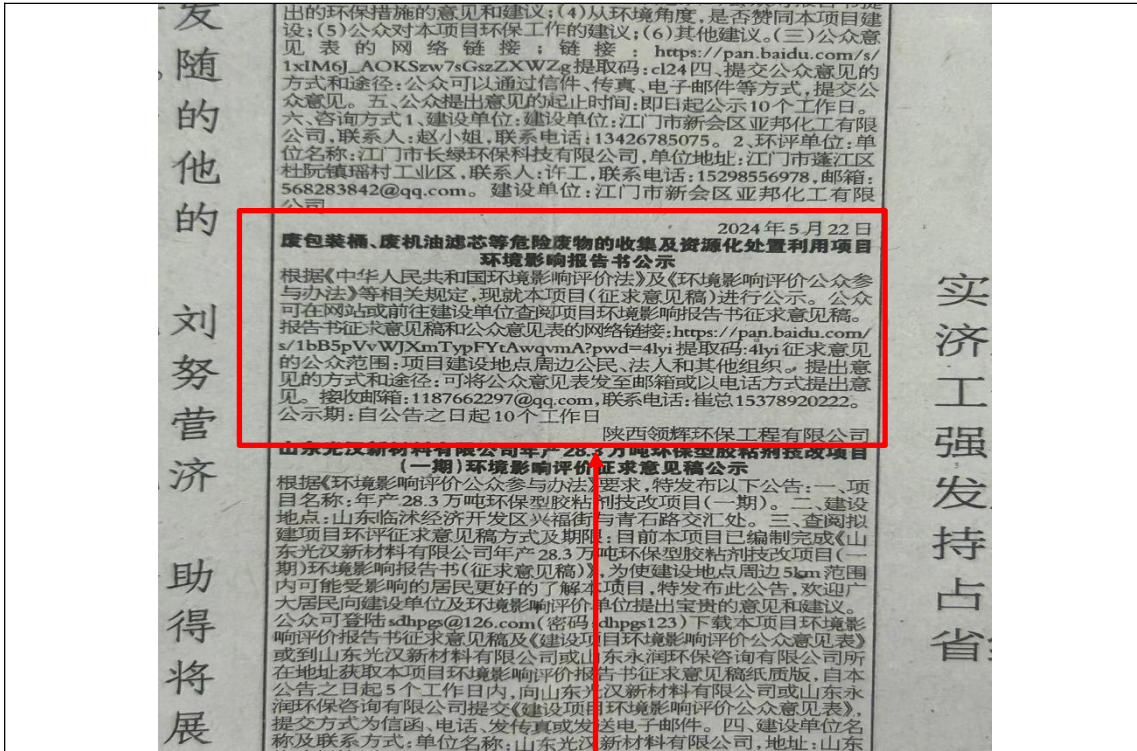 发
随
的
他
的
刘
努
营
济
助
得
将
展
出的环保措施的意见和建议;(4)从环境角度,是否赞同本项目建
设;(5)公众对本项目环保工作的建议;(6)其他建议。(三)公众意
见表的网络链接:链接:https://pan.baidu.com/s/
1xIM6J_AOKSzw7sGszZXWZg提取码:cl24四、提交公众意见的
方式和途径:公众可以通过信件、传真、电子邮件等方式,提交公
众意见。五、公众提出意见的起止时间:即日起公示10个工作日。
六、咨询方式1、建设单位:建设单位:江门市新会区亚邦化工有限
公司,联系人:赵小姐,联系电话:13426785075。2、环评单位:单
位名称:江门市长绿环保科技有限公司,单位地址:江门市蓬江区
杜阮镇瑶村工业区,联系人:许工,联系电话:15298556978,邮箱:
568283842@qq.com。建设单位:江门市新会区亚邦化工有限
公司
2024年5月22日
废包装桶、废机油滤芯等危险废物的收集及资源化处置利用项目
环境影响报告书公示
根据《中华人民共和国环境影响评价法》及《环境影响评价公众参
与办法》等相关规定,现就本项目(征求意见稿)进行公示。公众
可在网站或前往建设单位查阅项目环境影响报告书征求意见稿。
报告书征求意见稿和公众意见表的网络链接:https://pan.baidu.com/
s/1bB5pVvWJXmTypFYtAwqvmA?pwd=4lyi提取码:4lyi征求意见
的公众范围:项目建设地点周边公民、法人和其他组织。提出意
见的方式和途径:可将公众意见表发至邮箱或以电话方式提出意
见。接收邮箱:1187662297@qq.com,联系电话:崔总15378920222。
公示期:自公告之日起10个工作日
陕西领辉环保工程有限公司
山东光汉新材料有限公司年产28.3万吨环保型胶粘剂技改项目
(一期)环境影响评价征求意见稿公示
根据《环境影响评价公众参与办法》要求,特发布以下公告:一、项
目名称:年产28.3万吨环保型胶粘剂技改项目(一期)。二、建设
地点:山东临沭经济开发区兴福街与青石路交汇处。三、查阅拟
建项目环评征求意见稿方式及期限:目前本项目已编制完成《山
东光汉新材料有限公司年产28.3万吨环保型胶粘剂技改项目(一
期)环境影响报告书(征求意见稿)》,为使建设地点周边5km范围
内可能受影响的居民更好的了解本项目,特发布此公告,欢迎广
大居民向建设单位及环境影响评价单位提出宝贵的意见和建议。
公众可登陆sdhpgs@126.com(密码:dhpgs123)下载本项目环境影
响评价报告书征求意见稿及《建设项目环境影响评价公众意见表》
或到山东光汉新材料有限公司或山东永润环保咨询有限公司所
在地址获取本项目环境影响评价报告书征求意见稿纸质版,自本
公告之日起5个工作日内,向山东光汉新材料有限公司或山东永
润环保咨询有限公司提交《建设项目环境影响评价公众意见表》,
提交方式为信函、电话、发传真或发送电子邮件。四、建设单位名
称及联系方式:单位名称:山东光汉新材料有限公司,地址:山东
实
济
工
强
发
持
占
省